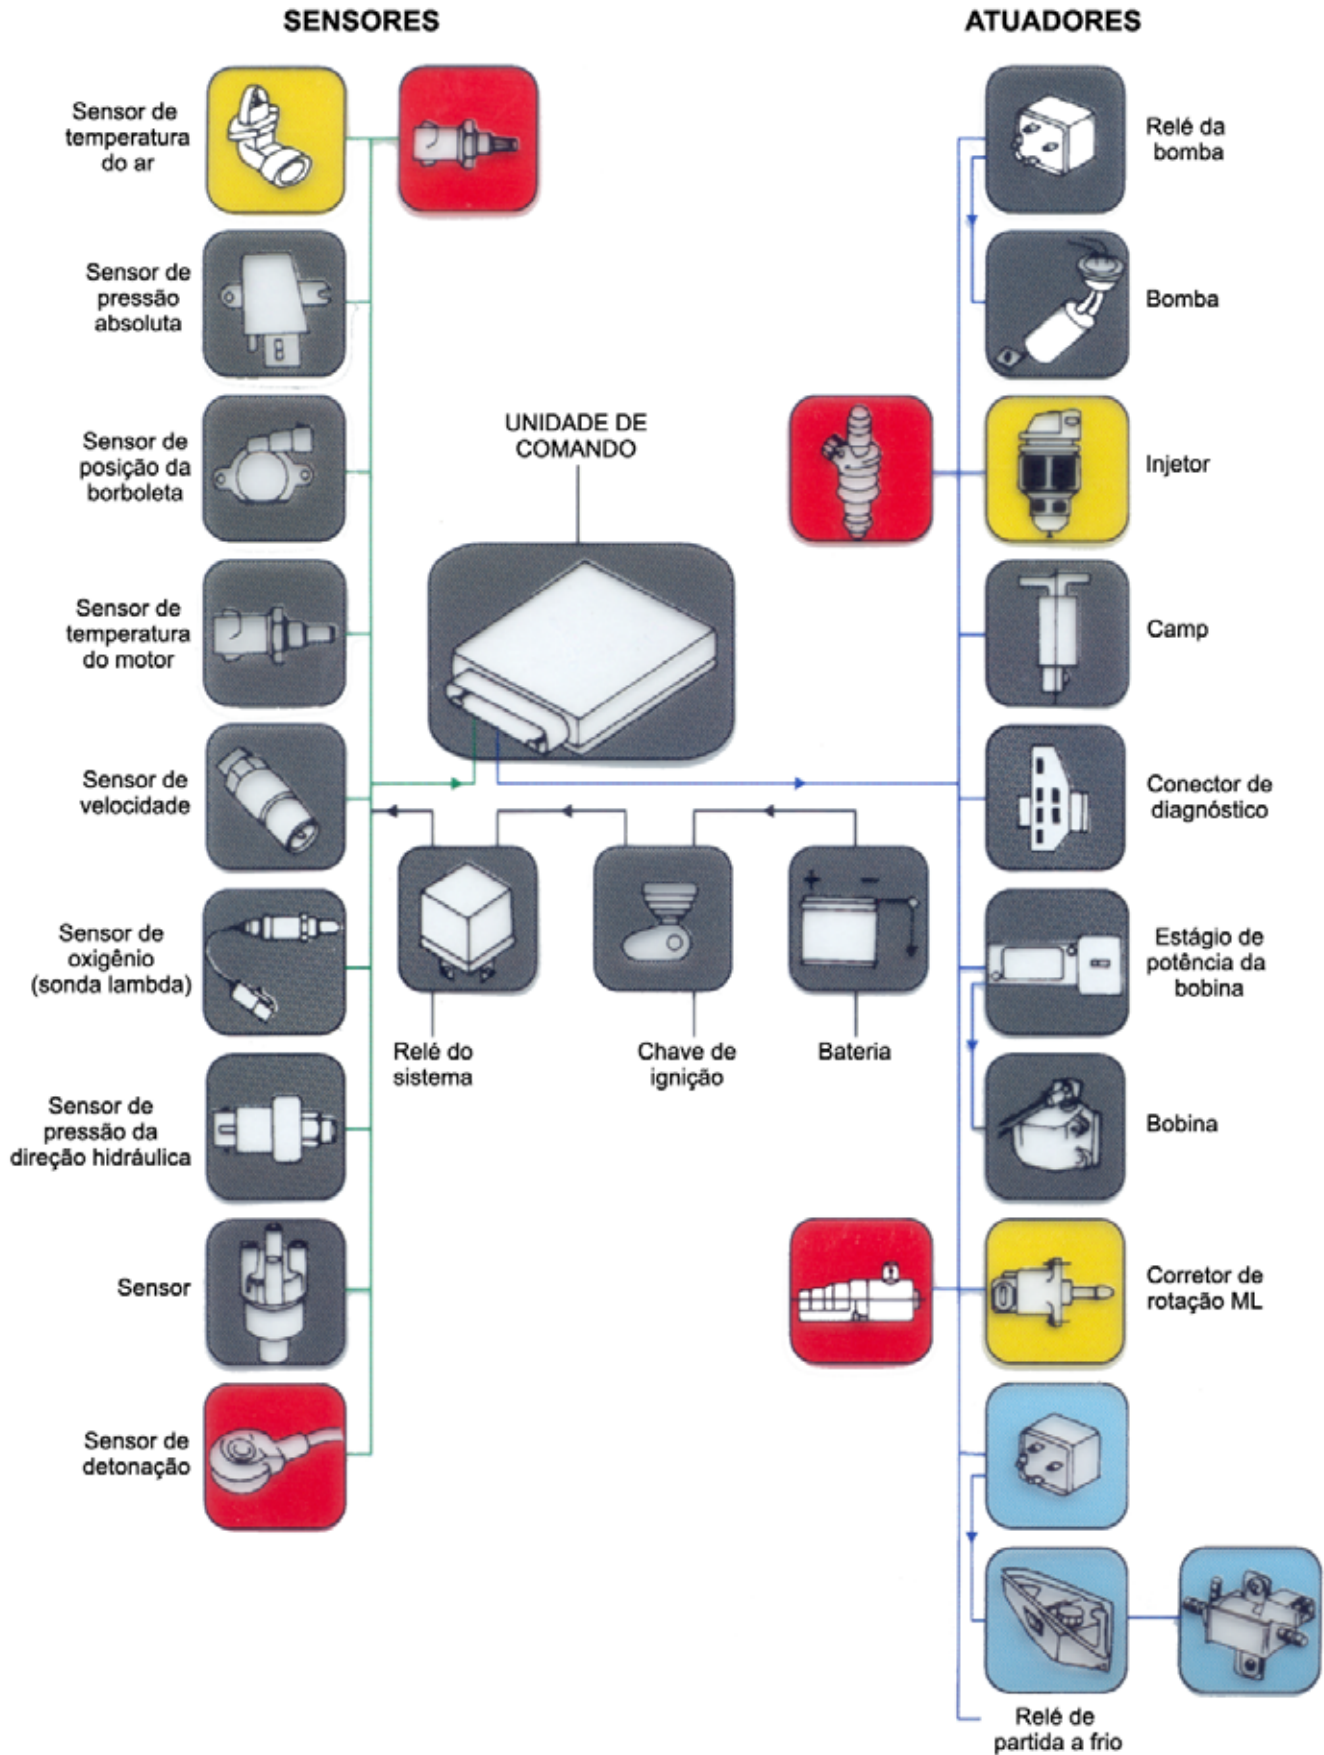 SENSORES
ATUADORES
Sensor de
temperatura
do ar
Relé da
bomba
Sensor de
pressão
absoluta
Bomba
UNIDADE DE
COMANDO
Sensor de
posição da
borboleta
Injetor
Sensor de
temperatura
do motor
Camp
Sensor de
velocidade
Conector de
diagnóstico
+ −
Sensor de
oxigênio
(sonda lambda)
Estágio de
potência da
bobina
Relé do
sistema
Chave de
ignição
Bateria
Sensor de
pressão da
direção hidráulica
Bobina
Sensor
Corretor de
rotação ML
Sensor de
detonação
Relé de
partida a frio